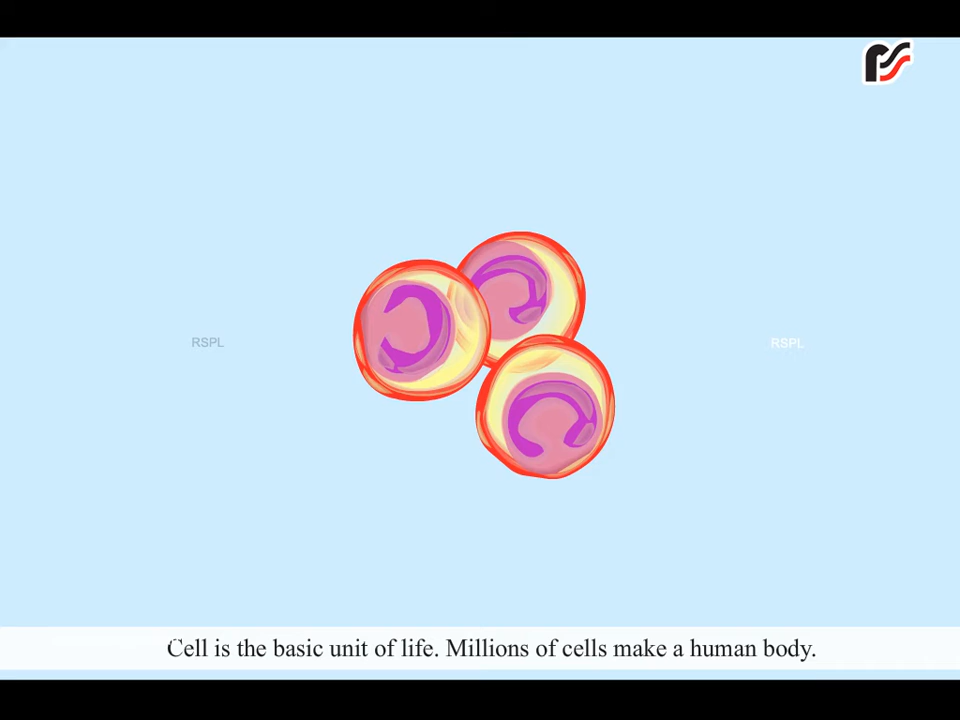 RSPL
RSPL
Cell is the basic unit of life. Millions of cells make a human body.